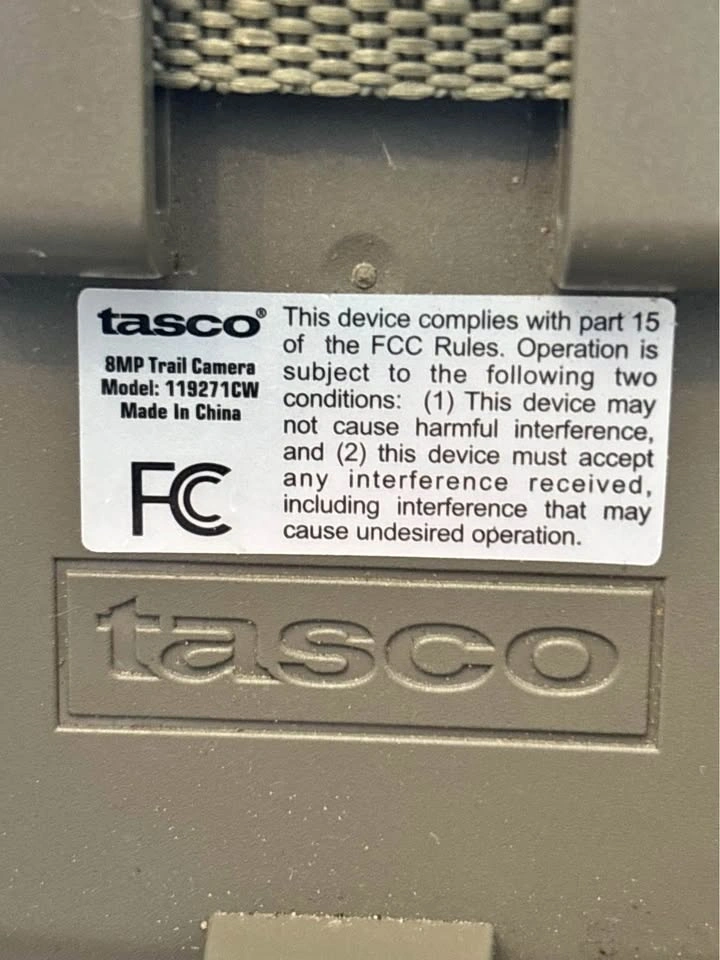 tasco®
8MP Trail Camera
Model: 119271CW
Made In China
FC
This device complies with part 15
of the FCC Rules. Operation is
subject to the following two
conditions: (1) This device may
not cause harmful interference,
and (2) this device must accept
any interference received,
including interference that may
cause undesired operation.
tasco